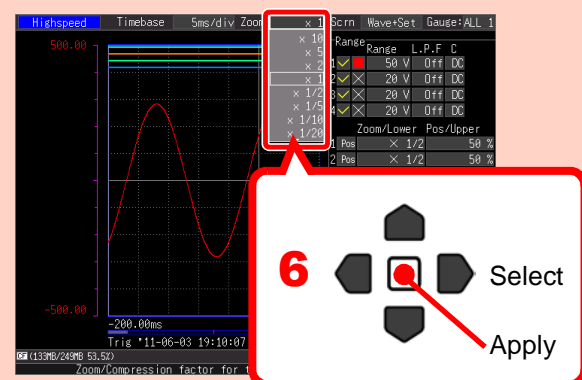 Highspeed Timebase 5ms/div Zoom × 1 Scrn Wave+Set Gauge:ALL 1
500.00
× 10
× 5
× 2
× 1
× 1/2
× 1/5
× 1/10
× 1/20
Range
Range L.P.F C
1 50 V Off DC
2 20 V Off DC
3 20 V Off DC
4 20 V Off DC
Zoom/Lower Pos/Upper
1 Pos × 1/2 50 %
2 Pos × 1/2 50 %
6
Select
Apply
-500.00
-200.00ms
Trig '11-06-03 19:10:07
CF (133MB/249MB 53.5%)
Zoom/Compression factor for